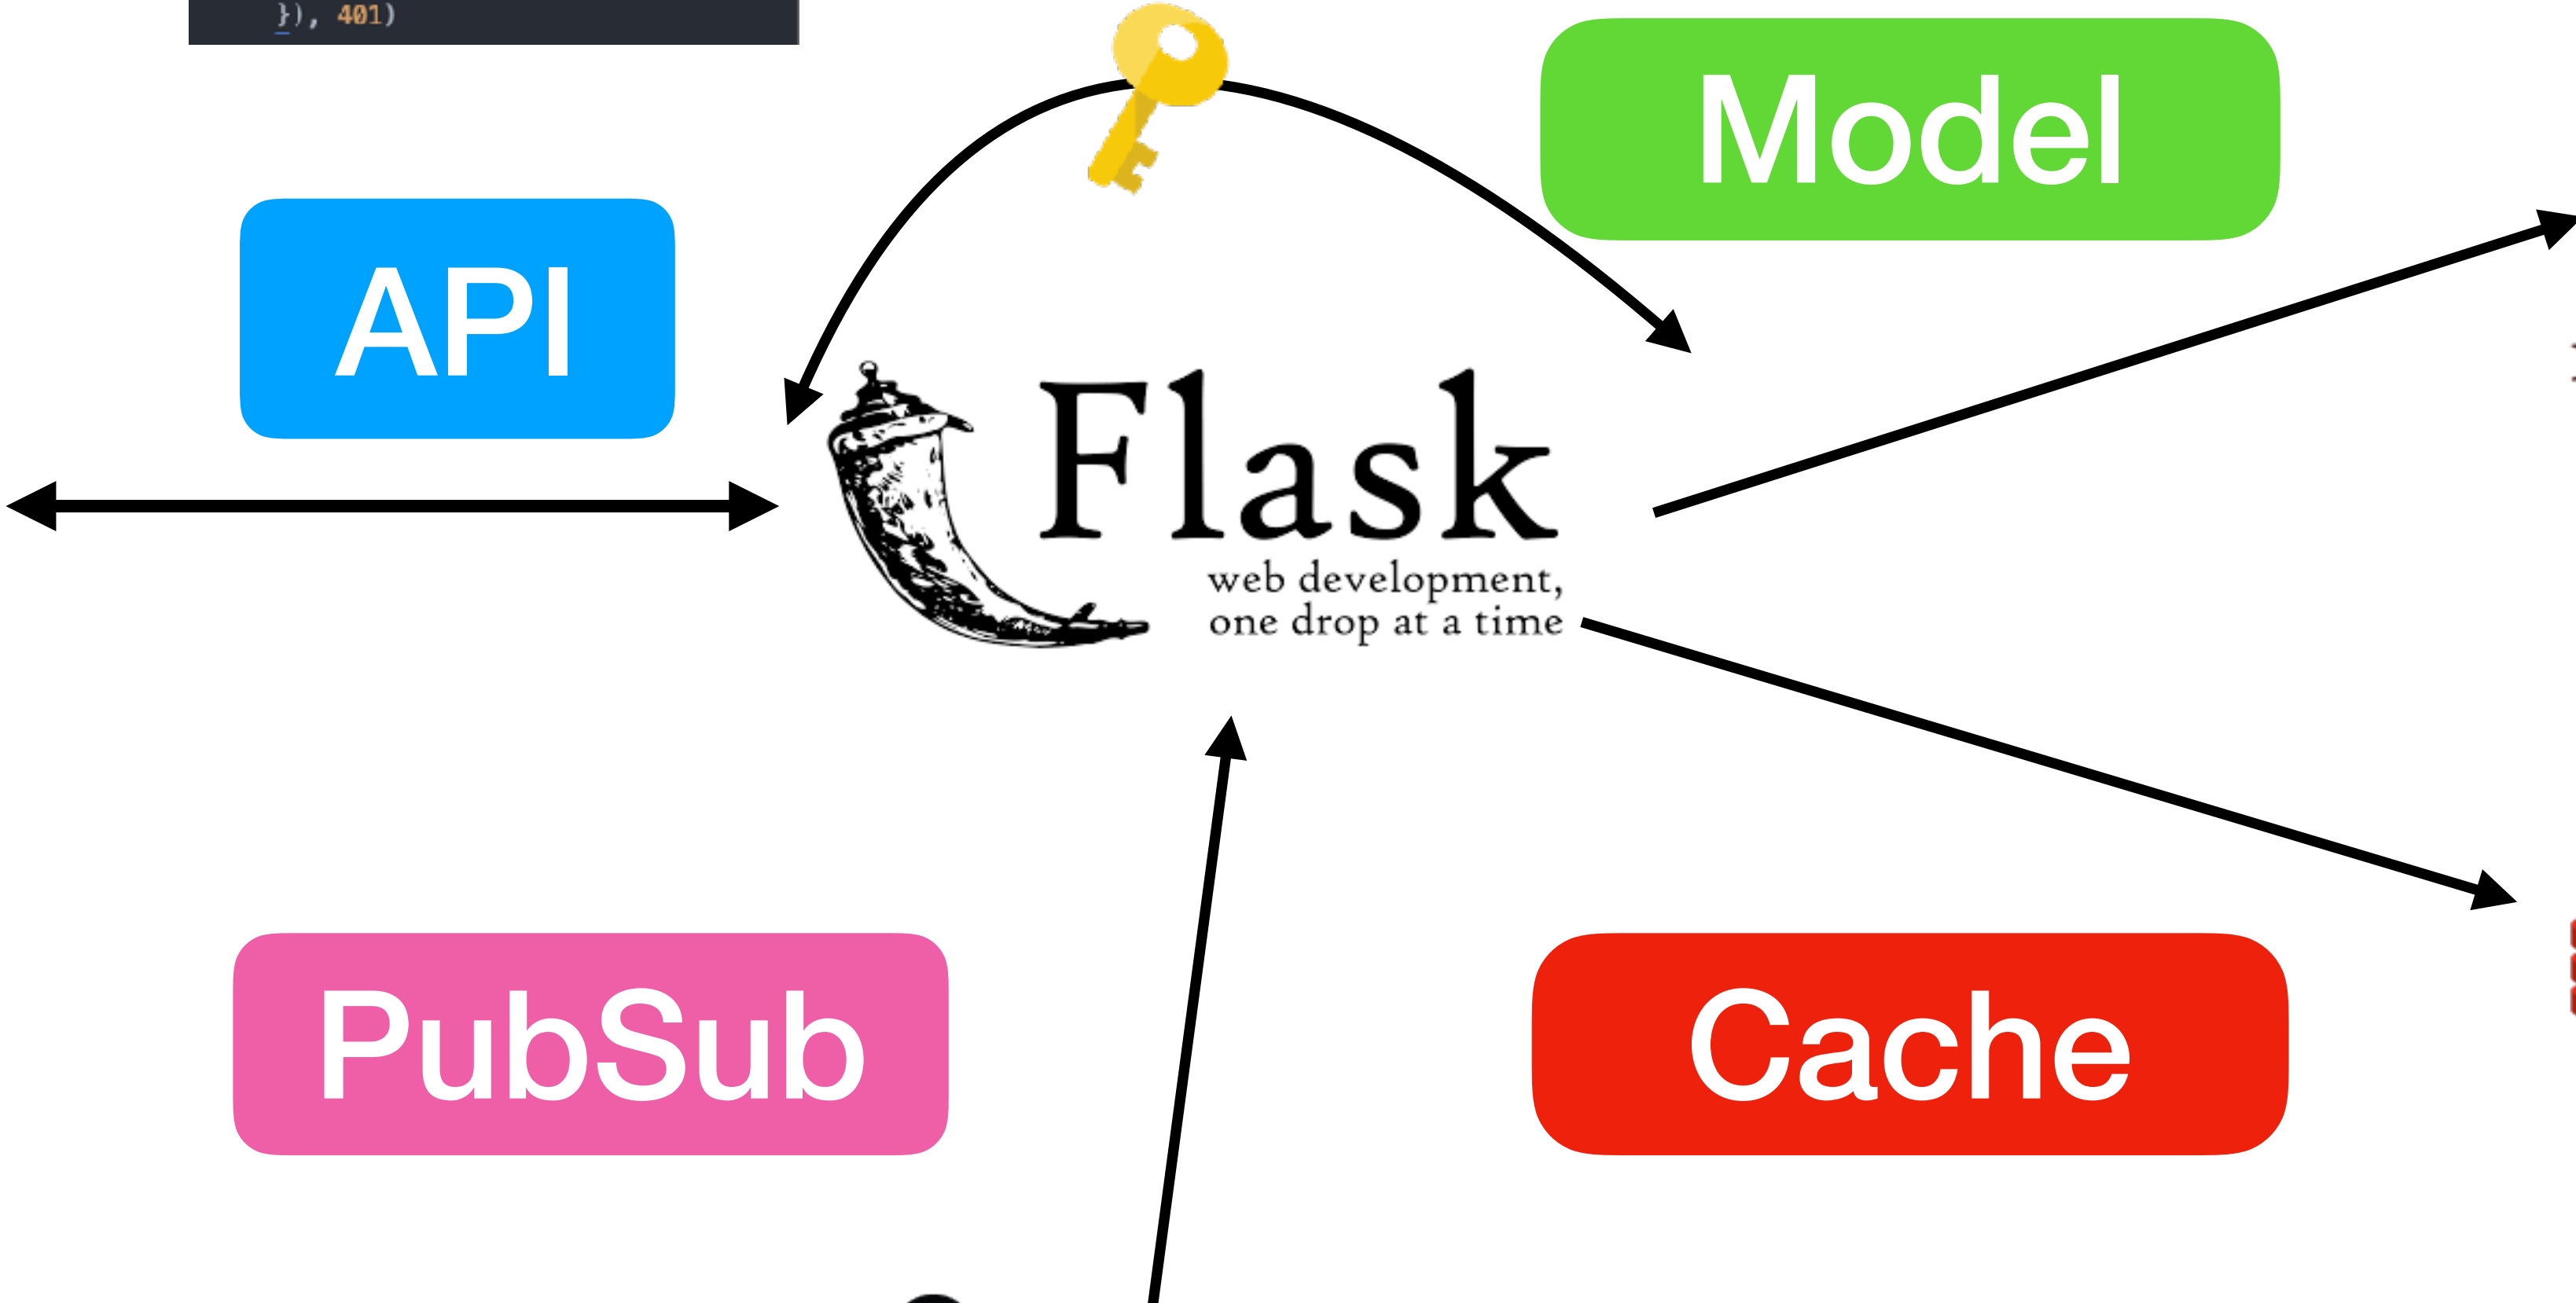 }), 401)
Model
API
Flask
web development,
one drop at a time
PubSub
Cache